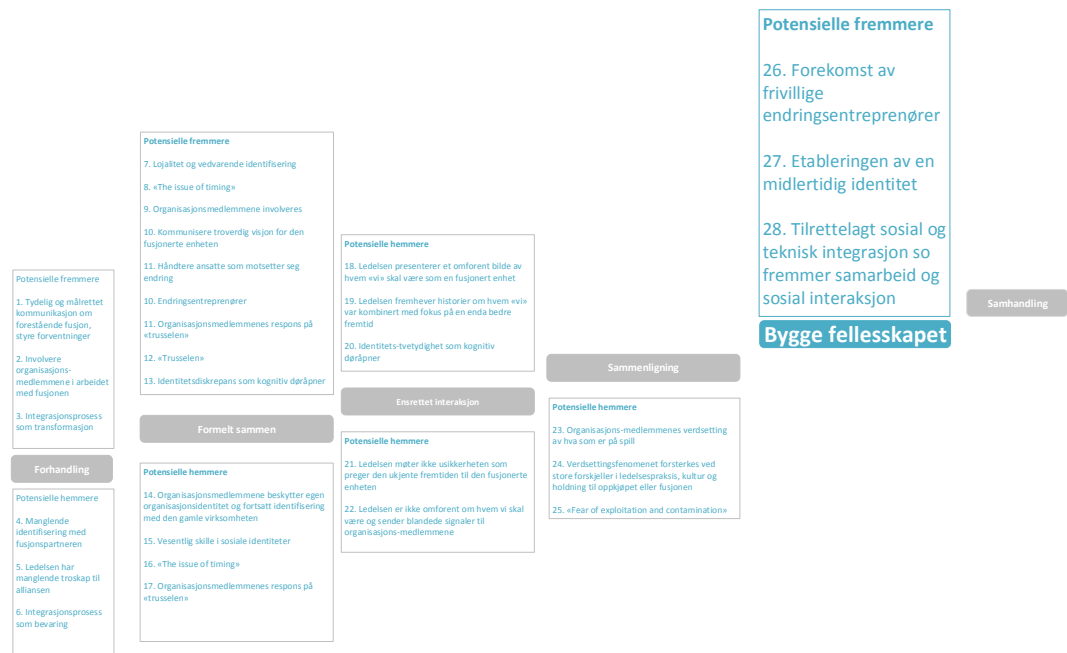 Potensielle fremmere
1. Tydelig og målrettet
kommunikasjon om
forestående fusjon,
styre forventninger
2. Involvere
organisasjons-
medlemmene i arbeidet
med fusjonen
3. Integrasjonsprosess
som transformasjon
Forhandling
Potensielle hemmere
4. Manglende
identifisering med
fusjonspartneren
5. Ledelsen har
manglende troskap til
alliansen
6. Integrasjonsprosess
som bevaring
Potensielle fremmere
7. Lojalitet og vedvarende identifisering
8. «The issue of timing»
9. Organisasjonsmedlemmene involveres
10. Kommunisere troverdig visjon for den
fusjonerte enheten
11. Håndtere ansatte som motsetter seg
endring
10. Endringsentreprenører
11. Organisasjonsmedlemmenes respons på
«trusselen»
12. «Trusselen»
13. Identitetsdiskrepans som kognitiv døråpner
Formelt sammen
Potensielle hemmere
14. Organisasjonsmedlemmene beskytter egen
organisasjonsidentitet og fortsatt identifisering
med den gamle virksomheten
15. Vesentlig skille i sosiale identiteter
16. «The issue of timing»
17. Organisasjonsmedlemmenes respons på
«trusselen»
Potensielle hemmere
18. Ledelsen presenterer et omforent bilde av
hvem «vi» skal være som en fusjonert enhet
19. Ledelsen fremhever historier om hvem «vi»
var kombinert med fokus på en enda bedre
fremtid
20. Identitets-tvetydighet som kognitiv
døråpner
Ensrettet interaksjon
Potensielle hemmere
21. Ledelsen møter ikke usikkerheten som
preger den ukjente fremtiden til den fusjonerte
enheten
22. Ledelsen er ikke omforent om hvem vi skal
være og sender blandede signaler til
organisasjons-medlemmene
Sammenligning
Potensielle hemmere
23. Organisasjons-medlemmenes verdsetting
av hva som er på spill
24. Verdsettingsfenomenet forsterkes ved
store forskjeller i ledelsespraksis, kultur og
holdning til oppkjøpet eller fusjonen
25. «Fear of exploitation and contamination»
Potensielle fremmere
26. Forekomst av
frivillige
endringsentreprenører
27. Etableringen av en
midlertidig identitet
28. Tilrettelagt sosial og
teknisk integrasjon so
fremmer samarbeid og
sosial interaksjon
Bygge fellesskapet
Samhandling